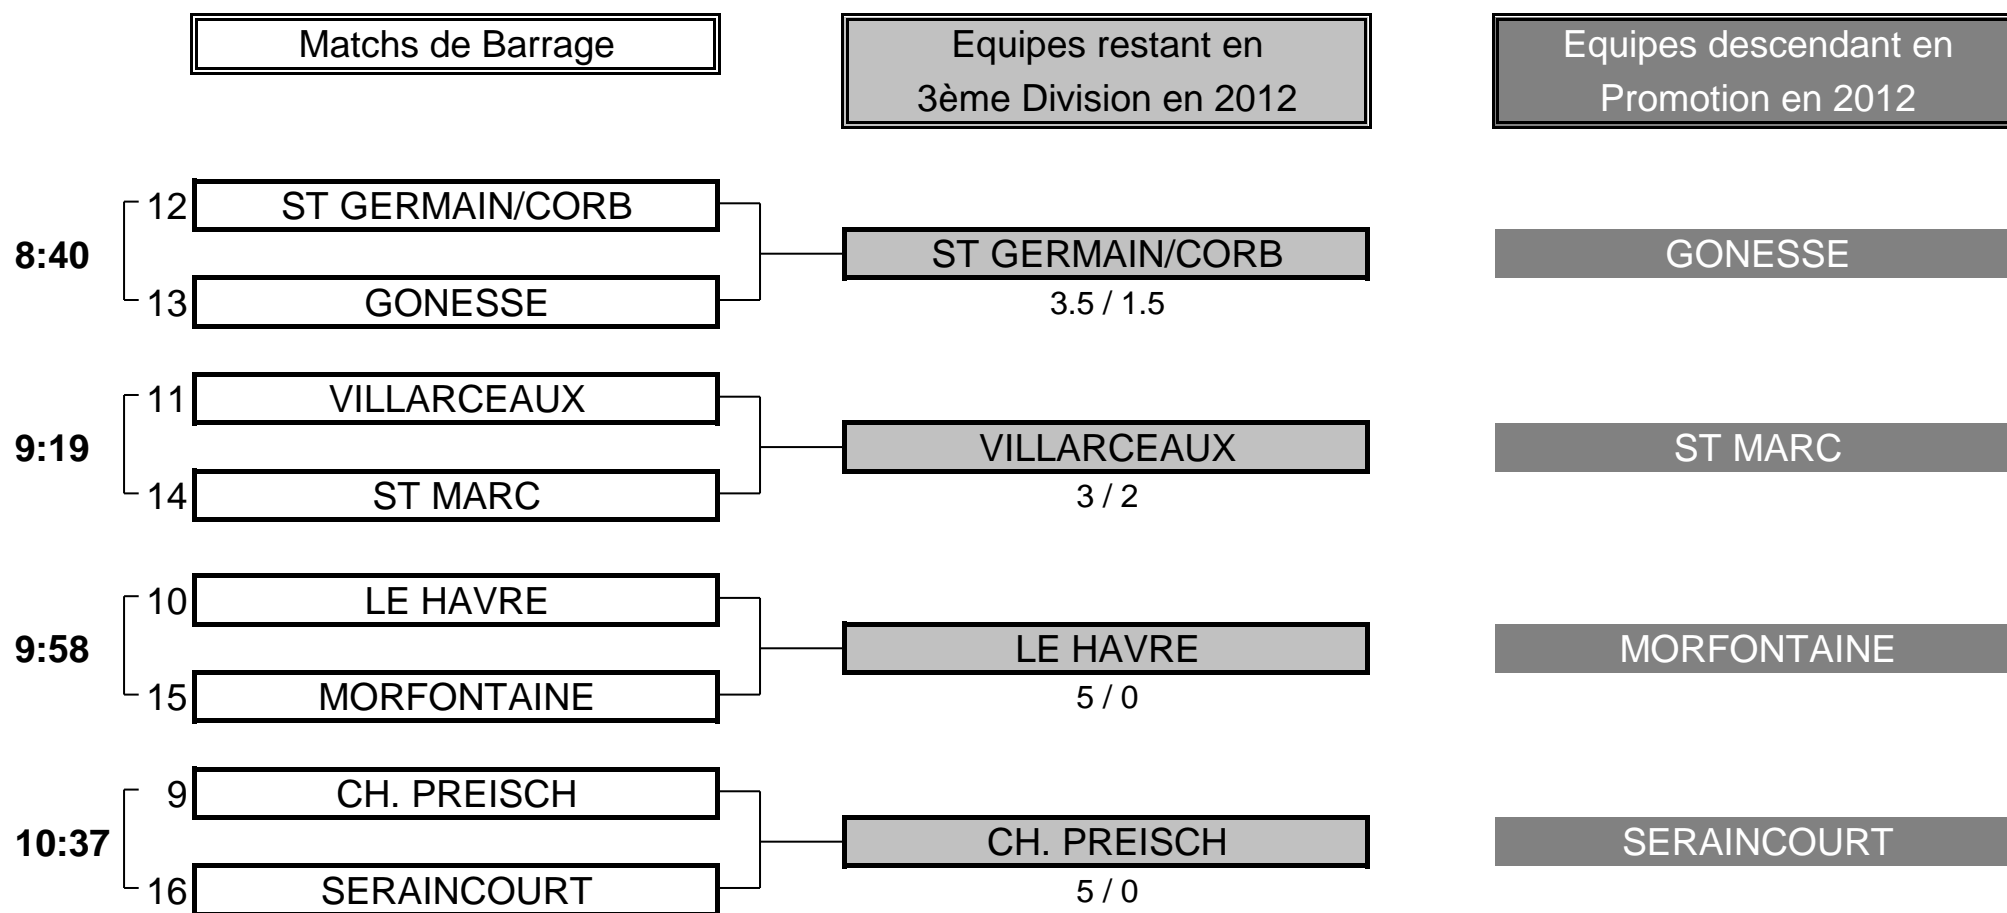 Matchs de Barrage
Equipes restant en
3ème Division en 2012
Equipes descendant en
Promotion en 2012
12 ST GERMAIN/CORB
8:40
ST GERMAIN/CORB
GONESSE
13 GONESSE
3.5 / 1.5
11 VILLARCEAUX
9:19
VILLARCEAUX
ST MARC
14 ST MARC
3 / 2
10 LE HAVRE
9:58
LE HAVRE
MORFONTAINE
15 MORFONTAINE
5 / 0
9 CH. PREISCH
10:37
CH. PREISCH
SERAINCOURT
16 SERAINCOURT
5 / 0